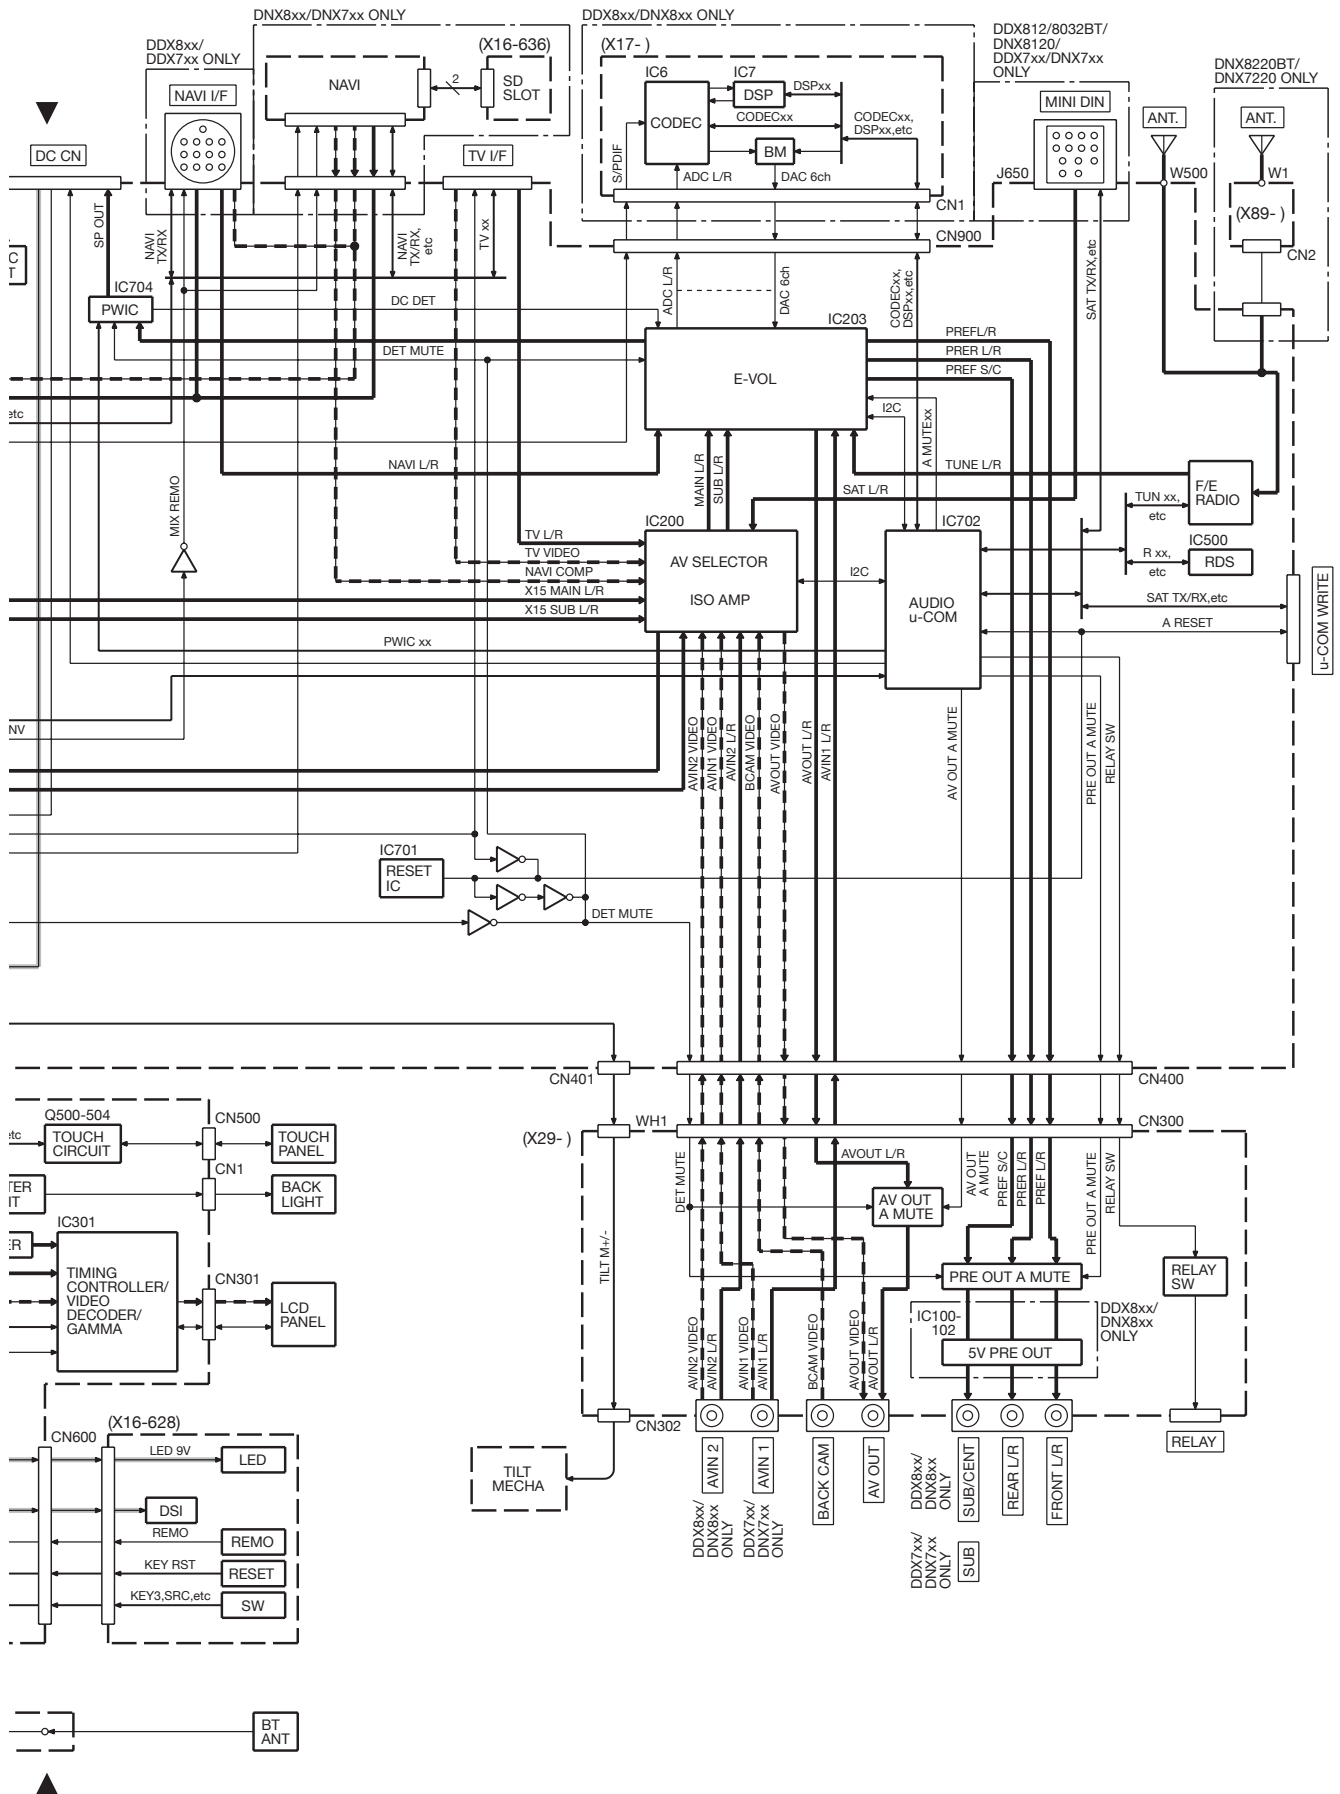 DNX8xx/DNX7xx ONLY
DDX8xx/DNX8xx ONLY
DDX8xx/
DDX7xx ONLY
(X16-636)
(X17- )
DDX812/8032BT/
DNX8120/
DDX7xx/DNX7xx
ONLY
DNX8220BT/
DNX7220 ONLY
NAVI I/F
NAVI
2
SD
SLOT
IC6
CODEC
IC7
DSP
DSPxx
CODECxx
CODECxx,
DSPxx,etc
BM
S/PDIF
ADC L/R
DAC 6ch
CN1
MINI DIN
J650
ANT.
W500
ANT.
W1
(X89- )
CN2
DC CN
TV I/F
SP OUT
NAVI
TX/RX
NAVI
TX/RX,
etc
TV xx
CN900
C
T
IC704
PWIC
DC DET
ADC L/R
DAC 6ch
CODECxx,
DSPxx,etc
SAT TX/RX,etc
IC203
E-VOL
DET MUTE
PREFL/R
PRER L/R
PREF S/C
I2C
A MUTExx
etc
NAVI L/R
MAIN L/R
SUB L/R
TUNE L/R
SAT L/R
F/E
RADIO
TUN xx,
etc
MIX REMO
IC200
AV SELECTOR
ISO AMP
TV L/R
TV VIDEO
NAVI COMP
X15 MAIN L/R
X15 SUB L/R
I2C
IC702
AUDIO
u-COM
IC500
RDS
R xx,
etc
SAT TX/RX,etc
A RESET
u-COM WRITE
PWIC xx
NV
AVIN2 VIDEO
AVIN1 VIDEO
AVIN2 L/R
BCAM VIDEO
AVOUT VIDEO
AVOUT L/R
AVIN1 L/R
AV OUT A MUTE
PRE OUT A MUTE
RELAY SW
IC701
RESET
IC
DET MUTE
CN401
CN400
Q500-504
etc
TOUCH
CIRCUIT
CN500
TOUCH
PANEL
TER
IT
CN1
BACK
LIGHT
ER
IC301
TIMING
CONTROLLER/
VIDEO
DECODER/
GAMMA
CN301
LCD
PANEL
(X29- )
WH1
CN300
DET MUTE
AVOUT L/R
AV OUT
A MUTE
AV OUT
A MUTE
PREF S/C
PRER L/R
PREF L/R
PRE OUT A MUTE
RELAY SW
TILT M+/-
PRE OUT A MUTE
RELAY
SW
IC100-
102
DDX8xx/
DNX8xx
ONLY
5V PRE OUT
AVIN2 VIDEO
AVIN2 L/R
AVIN1 VIDEO
AVIN1 L/R
BCAM VIDEO
AVOUT VIDEO
AVOUT L/R
CN302
RELAY
CN600
(X16-628)
LED 9V
LED
DSI
REMO
REMO
KEY RST
RESET
KEY3,SRC,etc
SW
TILT
MECHA
AVIN 2
AVIN 1
BACK CAM
AV OUT
DDX8xx/
DNX8xx
ONLY
SUB/CENT
REAR L/R
FRONT L/R
DDX8xx/
DNX8xx
ONLY
DDX7xx/
DNX7xx
ONLY
DDX7xx/
DNX7xx
ONLY
SUB
BT
ANT